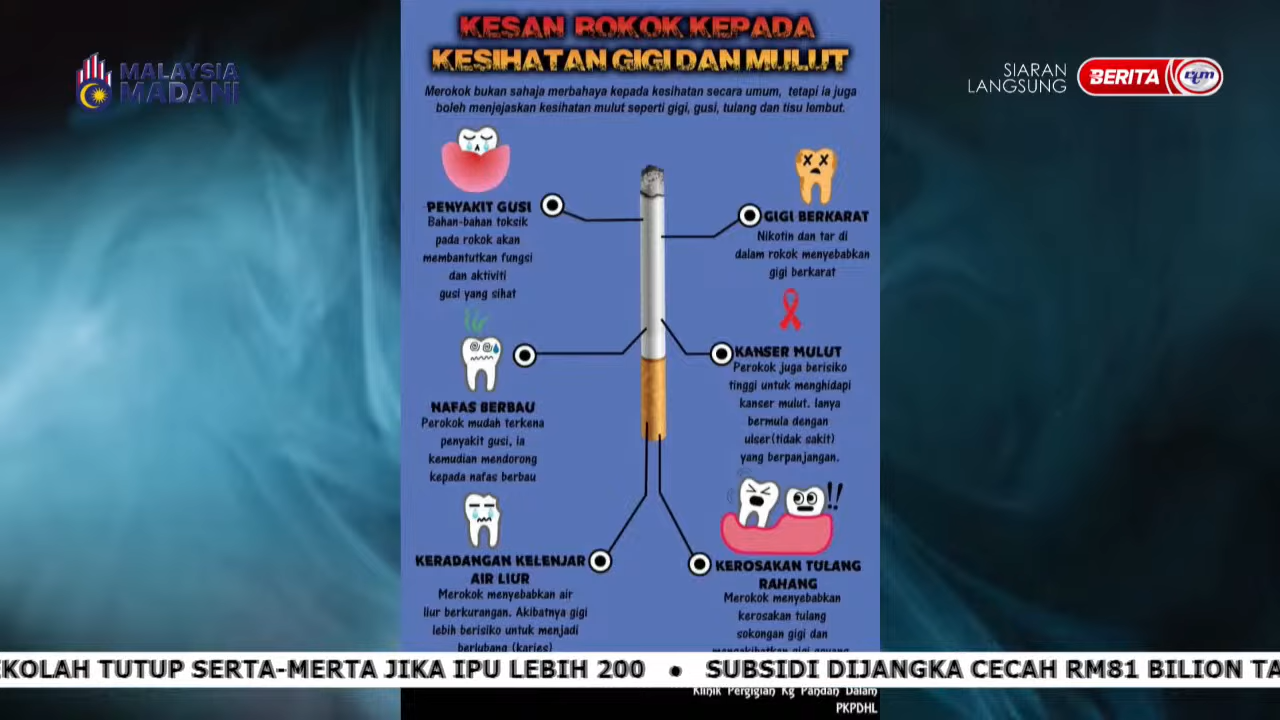 KESAN ROKOK KEPADA
KESIHATAN GIGI DAN MULUT
Merokok bukan sahaja merbahaya kepada kesihatan secara umum, tetapi ia juga
boleh menjejaskan kesihatan mulut seperti gigi, gusi, tulang dan tisu lembut.
MALAYSIA
MADANI
SIARAN
LANGSUNG
BERITA
rtm
PENYAKIT GUSI
Bahan-bahan toksik
pada rokok akan
membantutkan fungsi
dan aktiviti
gusi yang sihat
GIGI BERKARAT
Nikotin dan tar di
dalam rokok menyebabkan
gigi berkarat
NAFAS BERBAU
Perokok mudah terkena
penyakit gusi, ia
kemudian mendorong
kepada nafas berbau
KANSER MULUT
Perokok juga berisiko
tinggi untuk menghidapi
kanser mulut. Ianya
bermula dengan
ulser(tidak sakit)
yang berpanjangan.
KERADANGAN KELENJAR
AIR LIUR
Merokok menyebabkan air
liur berkurangan. Akibatnya gigi
lebih berisiko untuk menjadi
berlubang (karies)
!!
KEROSAKAN TULANG
RAHANG
Merokok menyebabkan
kerosakan tulang
sokongan gigi dan
EKOLAH TUTUP SERTA-MERTA JIKA IPU LEBIH 200 • SUBSIDI DIJANGKA CECAH RM81 BILION TA
Klinik Pergigian Kg Pandan Dalam
PKPDHL